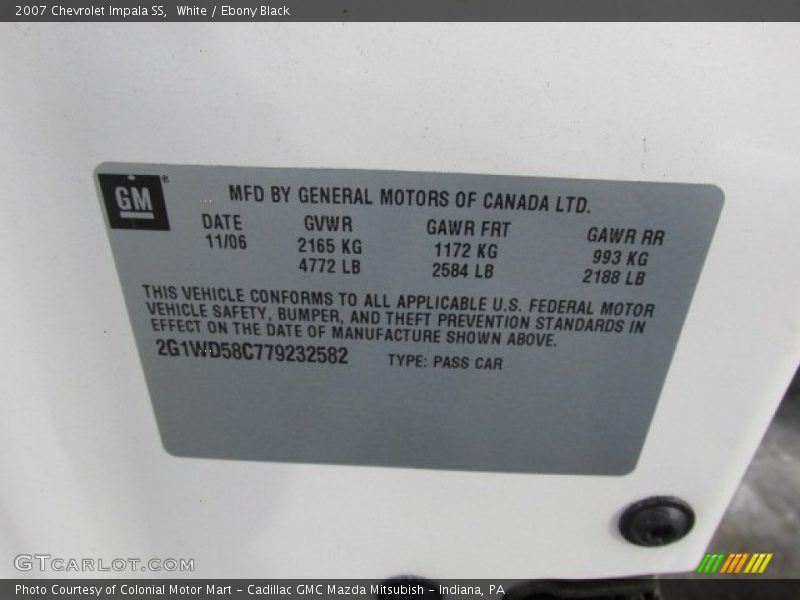 2007 Chevrolet Impala SS, White / Ebony Black
GM
MFD BY GENERAL MOTORS OF CANADA LTD.
DATE GVWR GAWR FRT GAWR RR
11/06 2165 KG 1172 KG 993 KG
4772 LB 2584 LB 2188 LB
THIS VEHICLE CONFORMS TO ALL APPLICABLE U.S. FEDERAL MOTOR
VEHICLE SAFETY, BUMPER, AND THEFT PREVENTION STANDARDS IN
EFFECT ON THE DATE OF MANUFACTURE SHOWN ABOVE.
2G1WD58C779232582 TYPE: PASS CAR
GTCARLOT.COM
Photo Courtesy of Colonial Motor Mart - Cadillac GMC Mazda Mitsubish - Indiana, PA